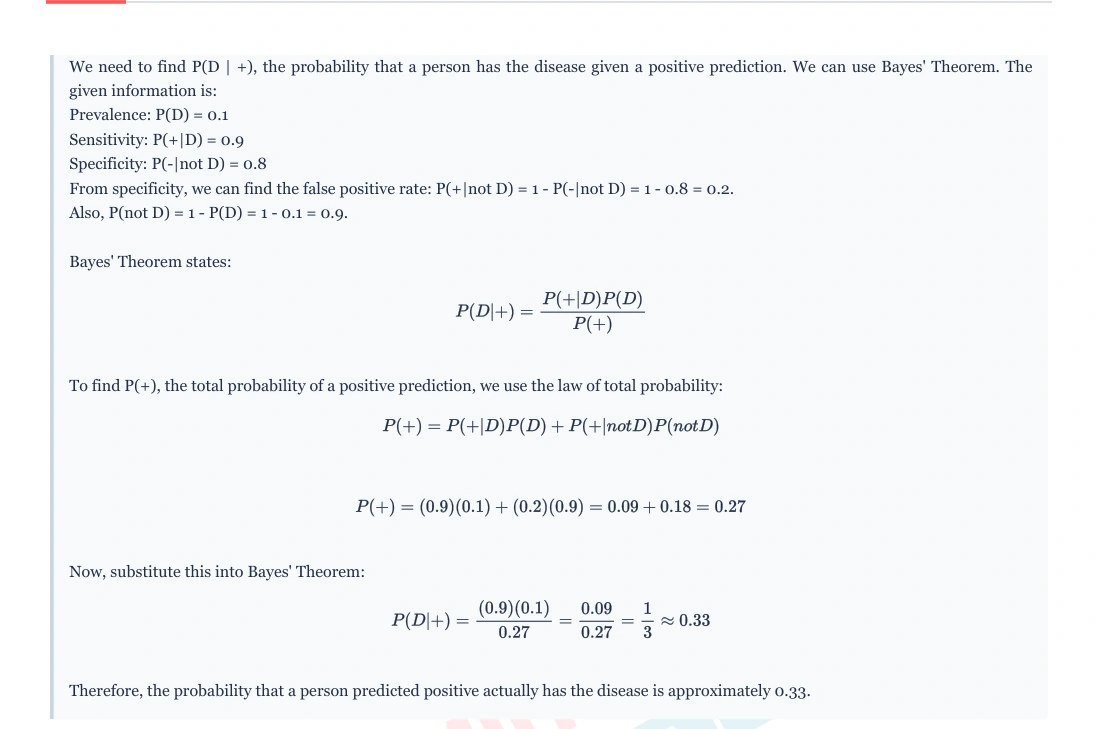 We need to find P(D | +), the probability that a person has the disease given a positive prediction. We can use Bayes' Theorem. The
given information is:
Prevalence: P(D) = 0.1
Sensitivity: P(+|D) = 0.9
Specificity: P(-|not D) = 0.8
From specificity, we can find the false positive rate: P(+|not D) = 1 - P(-|not D) = 1 - 0.8 = 0.2.
Also, P(not D) = 1 - P(D) = 1 - 0.1 = 0.9.
Bayes' Theorem states:
P(D|+) = \frac{P(+|D)P(D)}{P(+)}
To find P(+), the total probability of a positive prediction, we use the law of total probability:
P(+) = P(+|D)P(D) + P(+|notD)P(notD)
P(+) = (0.9)(0.1) + (0.2)(0.9) = 0.09 + 0.18 = 0.27
Now, substitute this into Bayes' Theorem:
P(D|+) = \frac{(0.9)(0.1)}{0.27} = \frac{0.09}{0.27} = \frac{1}{3} ≈ 0.33
Therefore, the probability that a person predicted positive actually has the disease is approximately 0.33.